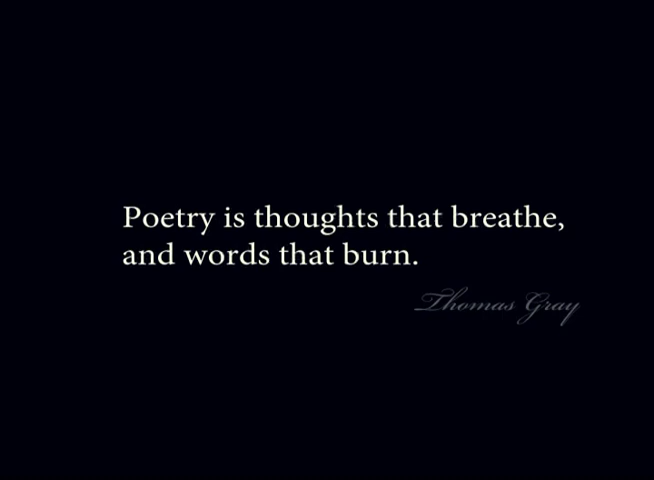 Poetry is thoughts that breathe,
and words that burn.
Thomas Gray